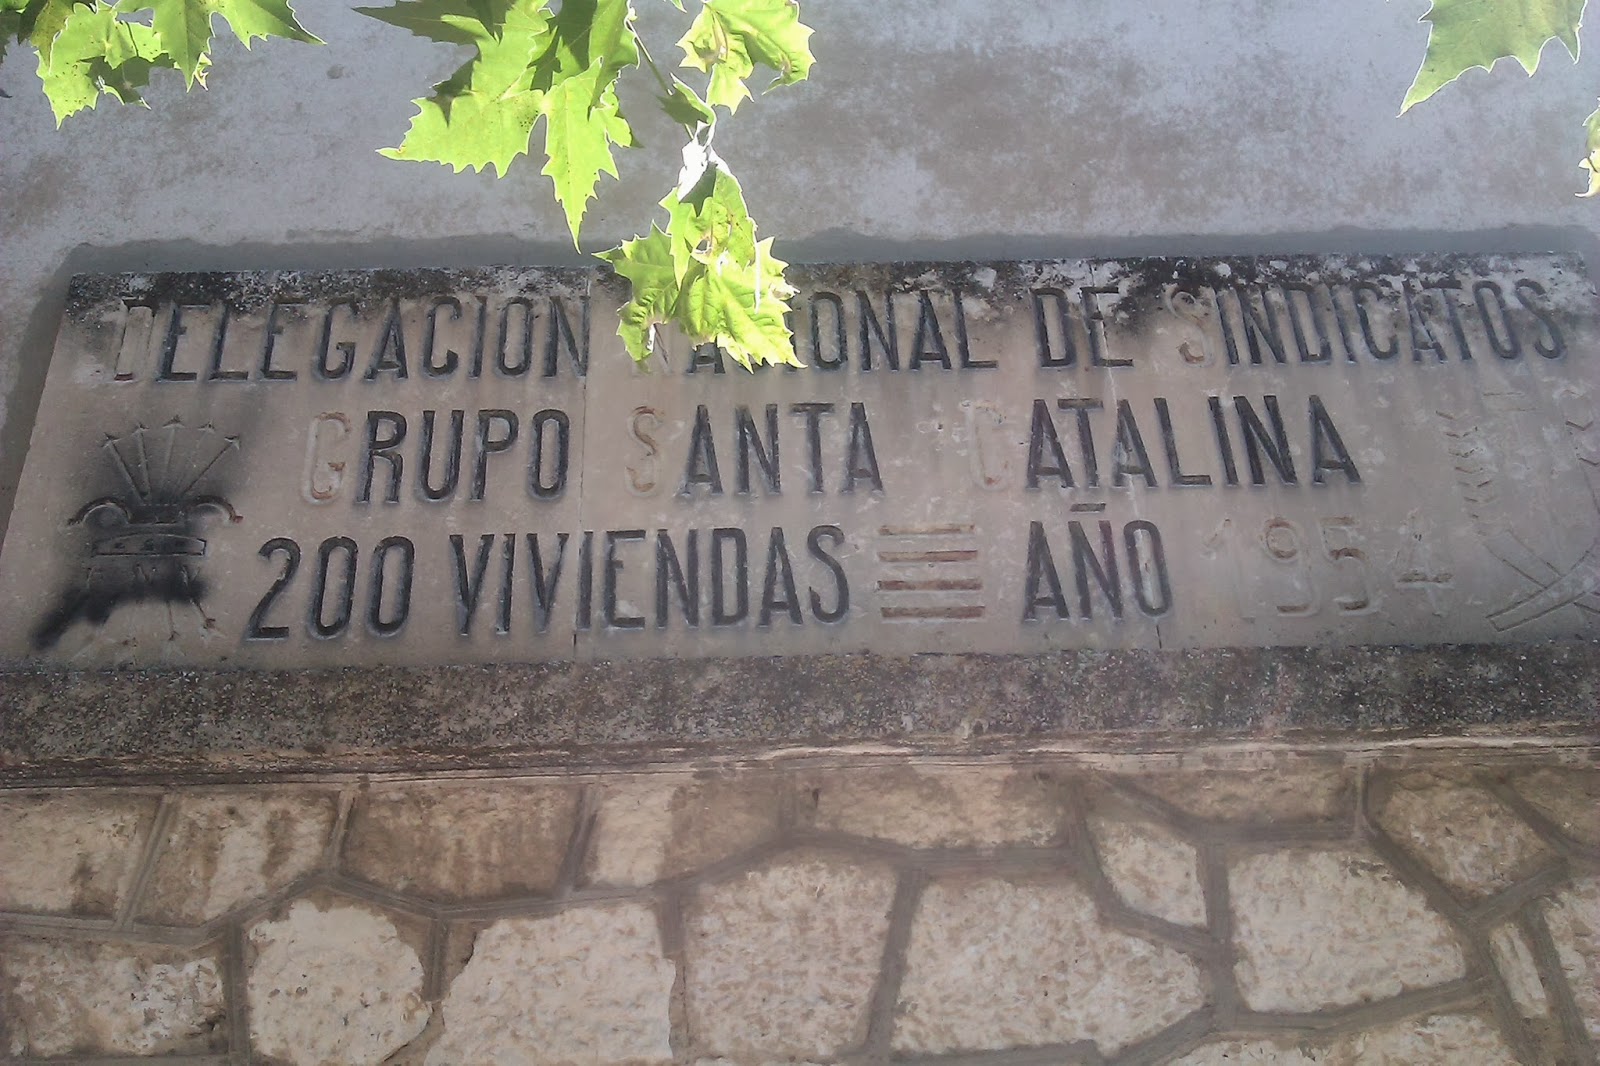 DELEGACION NACIONAL DE SINDICATOS
GRUPO SANTA CATALINA
200 VIVIENDAS AÑO 1954